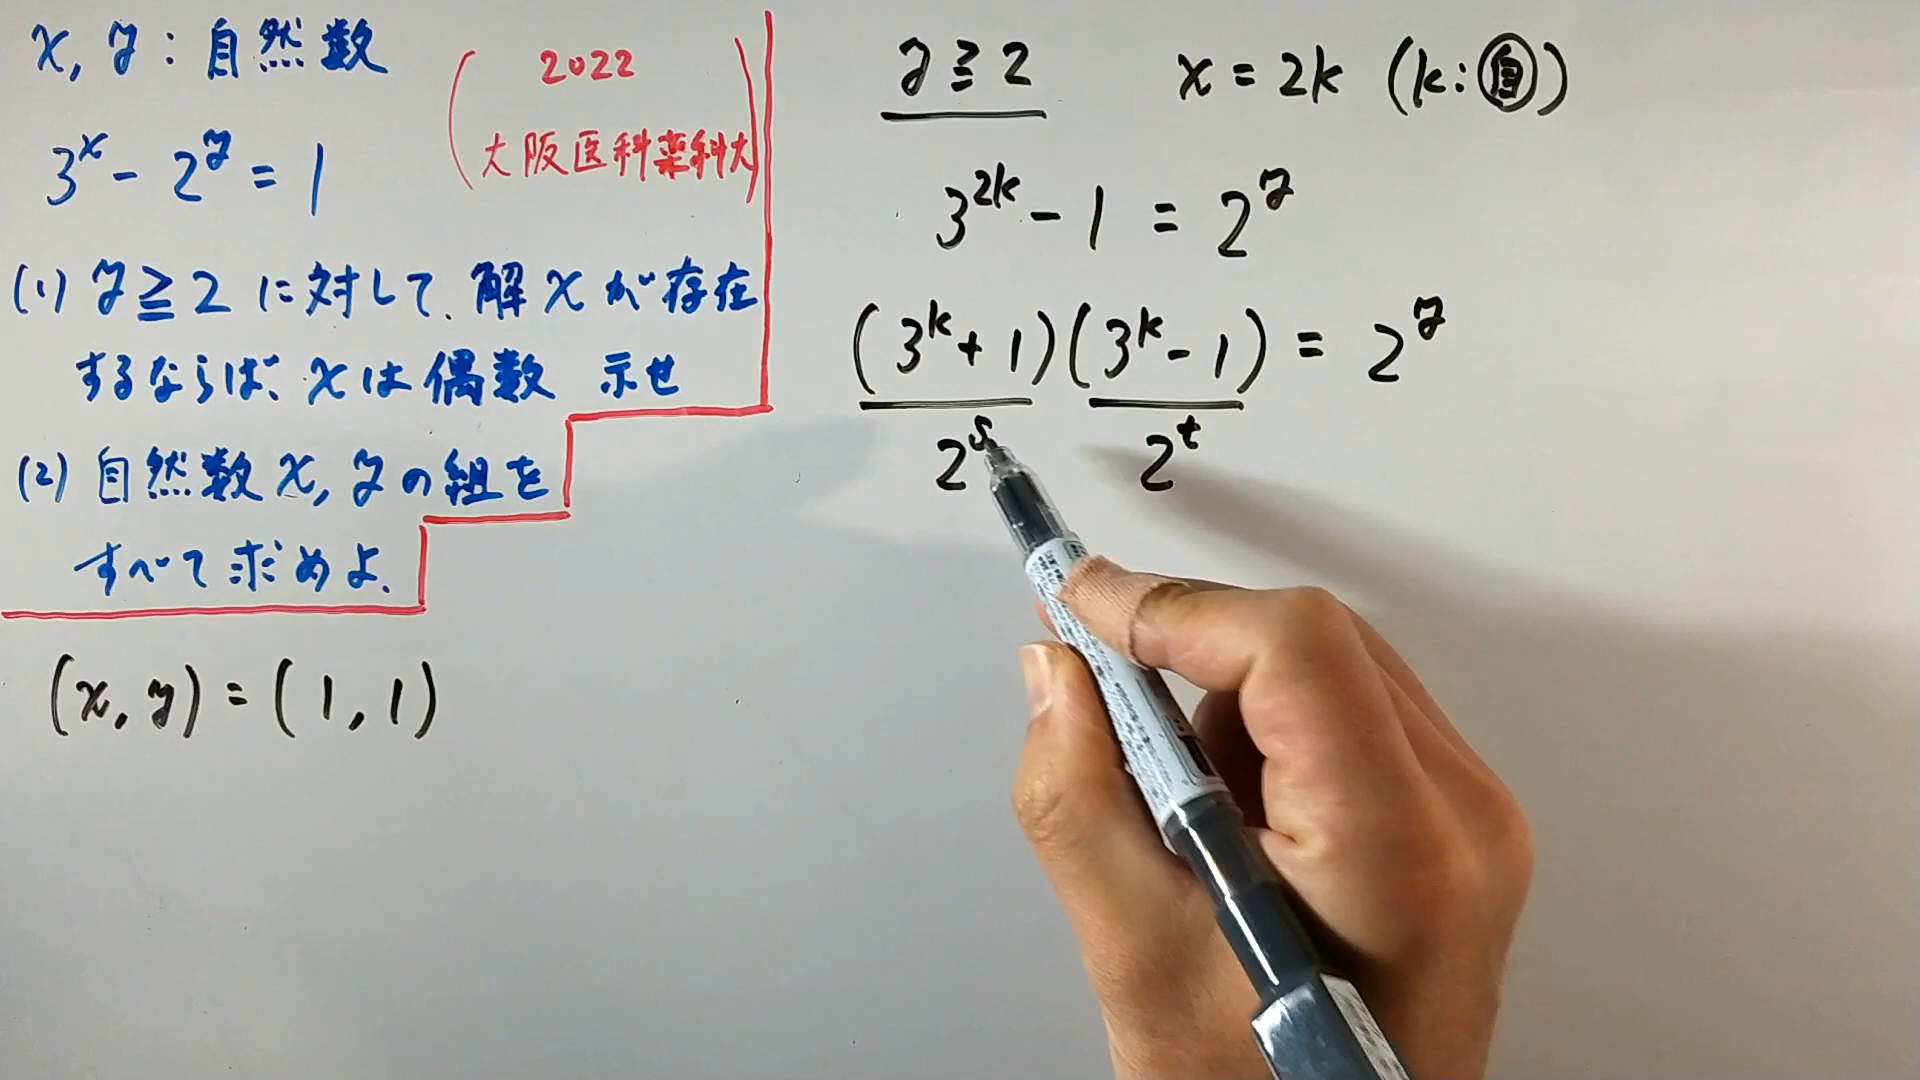 x, y : 自然数
3^x - 2^y = 1
(2022 大阪医科薬科大)
(1) y ≧ 2 に対して、解 x が存在
するならば、x は偶数 示せ
(2) 自然数 x, y の組を
すべて求めよ.
(x, y) = (1, 1)
y ≧ 2 x = 2k (k: 自)
3^{2k} - 1 = 2^y
(3^k + 1)(3^k - 1) = 2^y
2^s 2^t